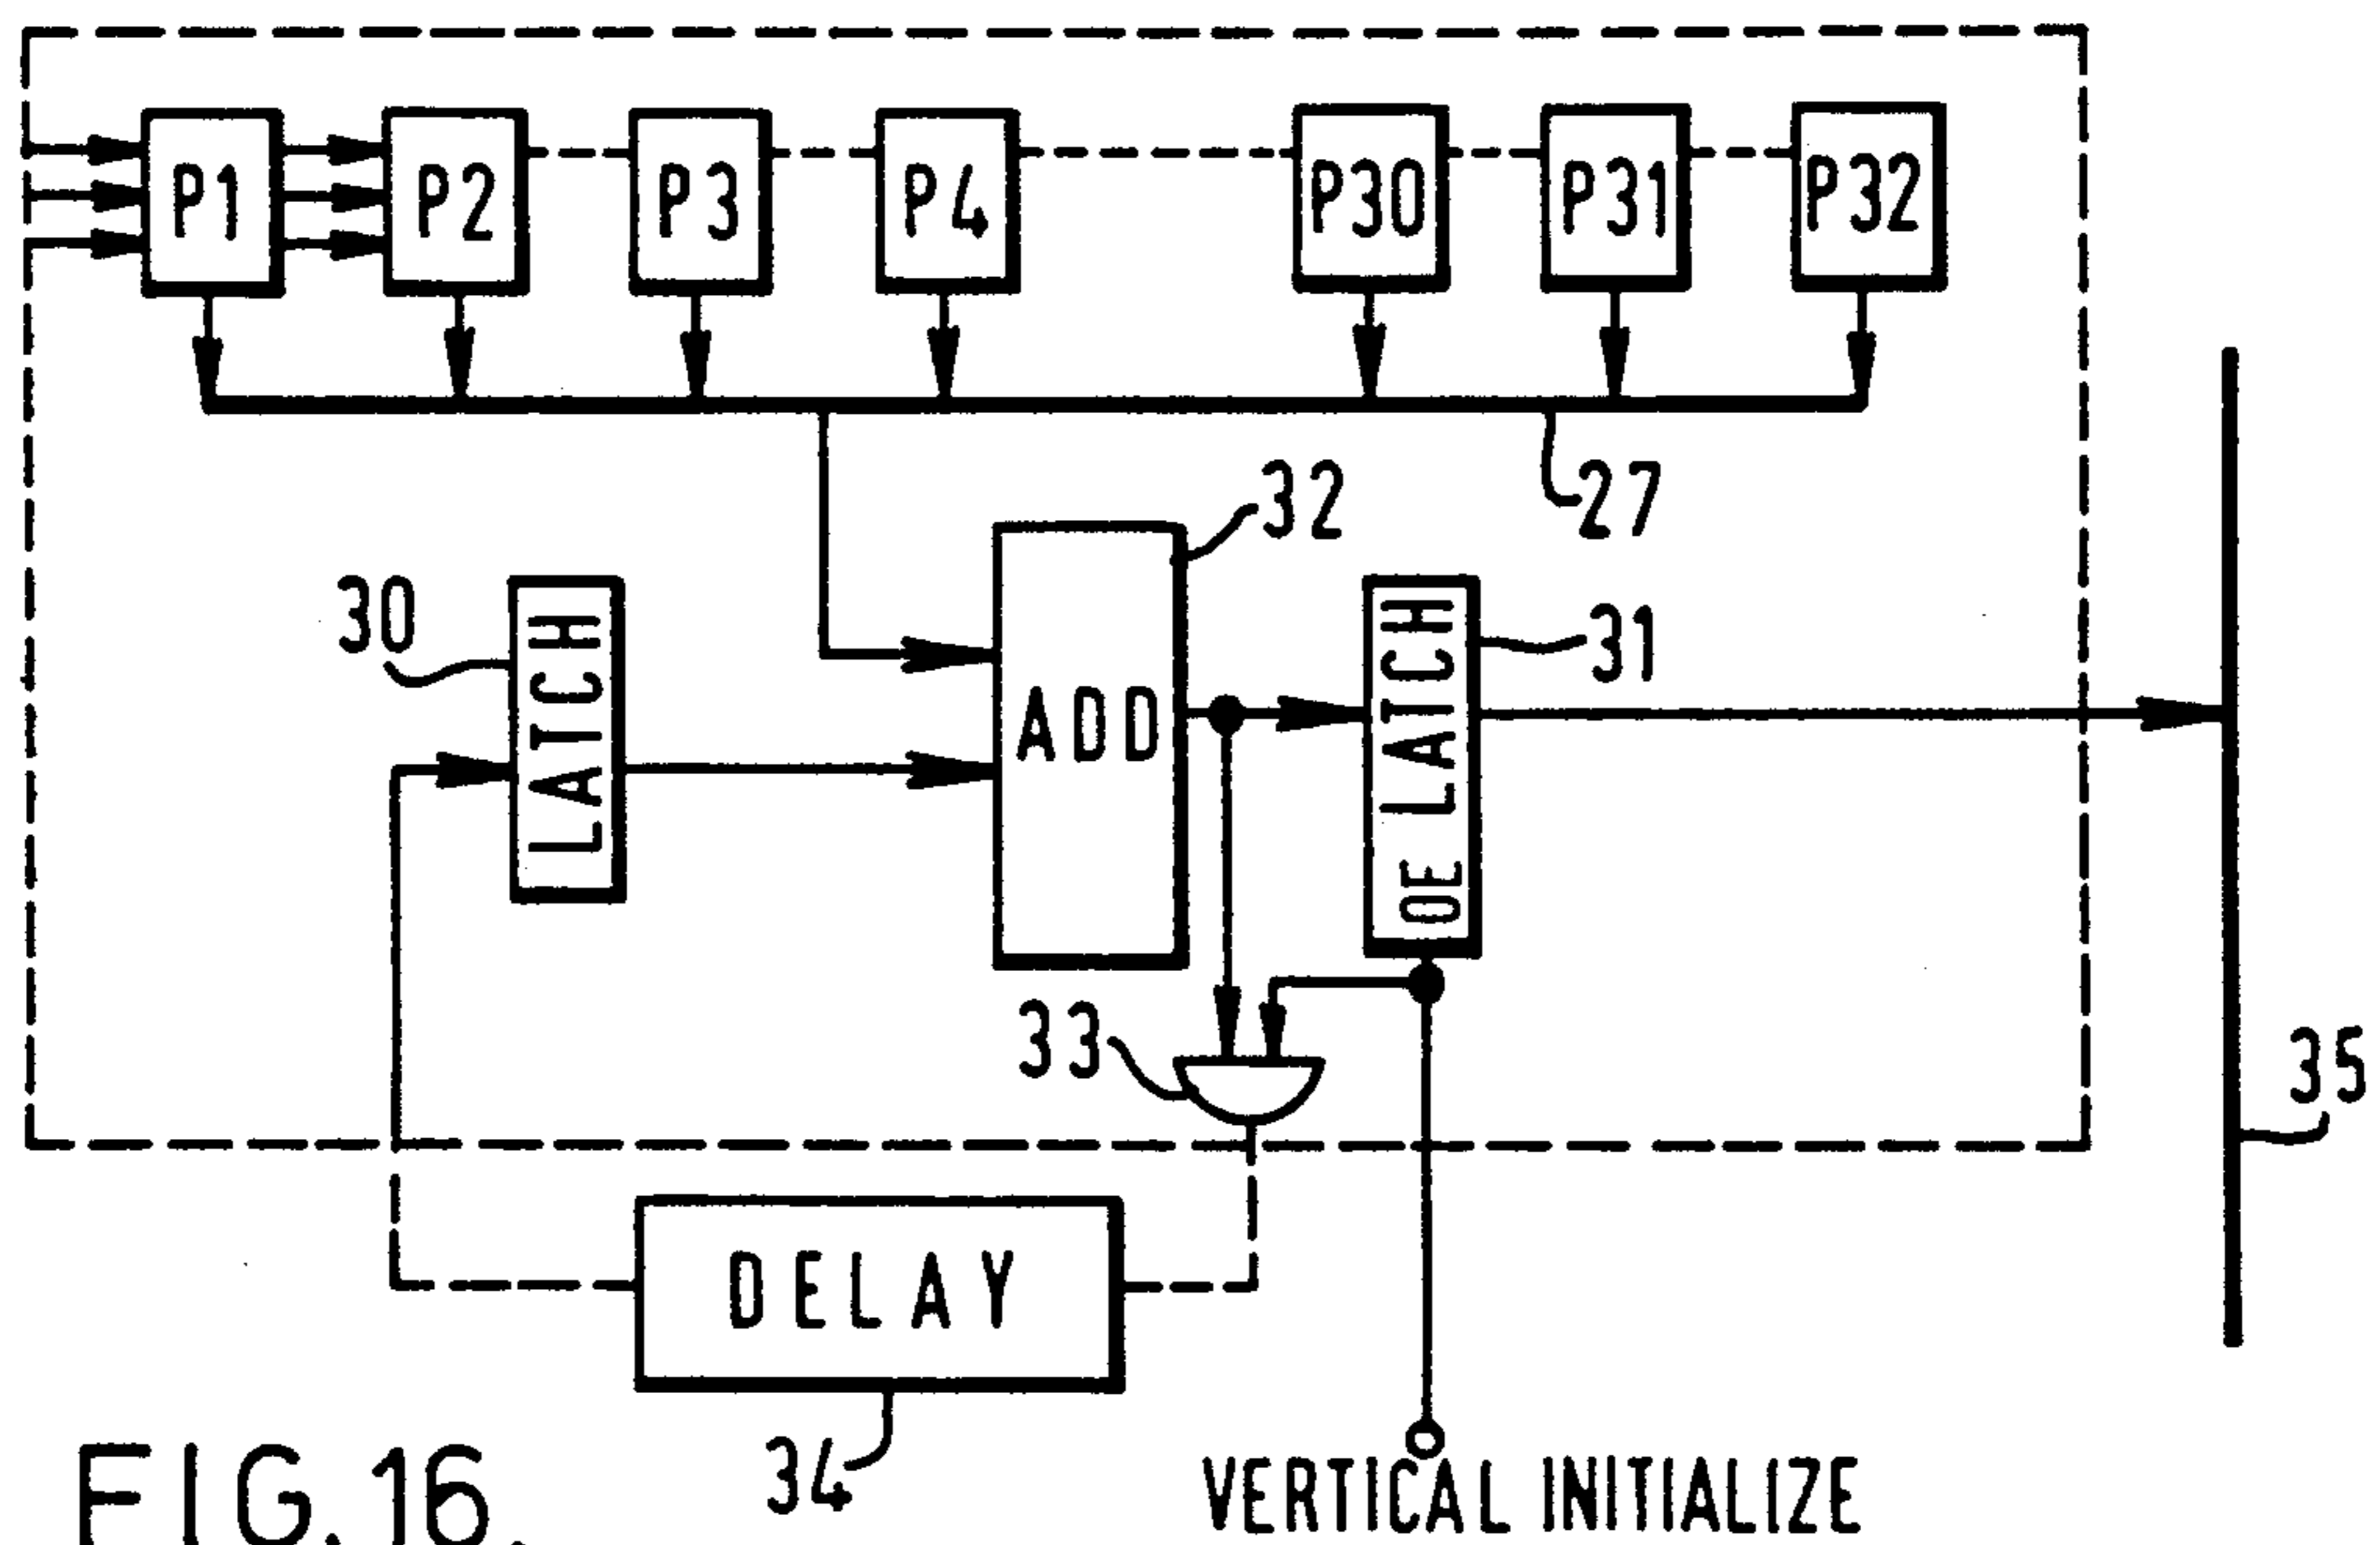 P1 P2 P3 P4 P30 P31 P32
27
32
30
31
LATCH
ADD
OE LATCH
33
35
DELAY
34
VERTICAL INITIALIZE
FIG.16.